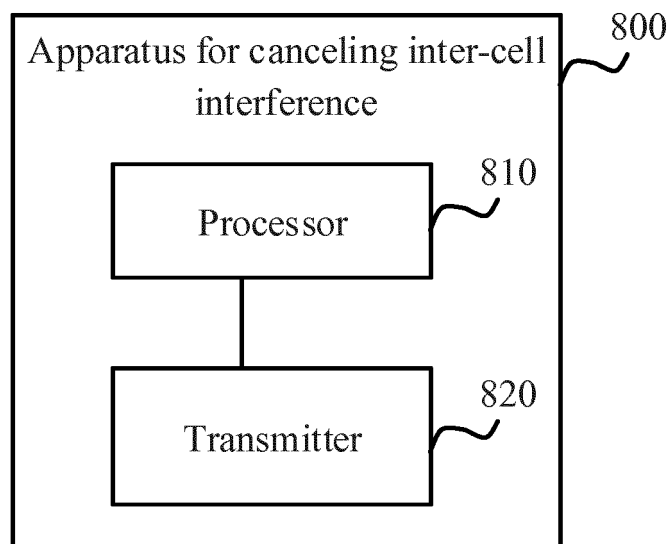 800
Apparatus for canceling inter-cell
interference
810
Processor
820
Transmitter